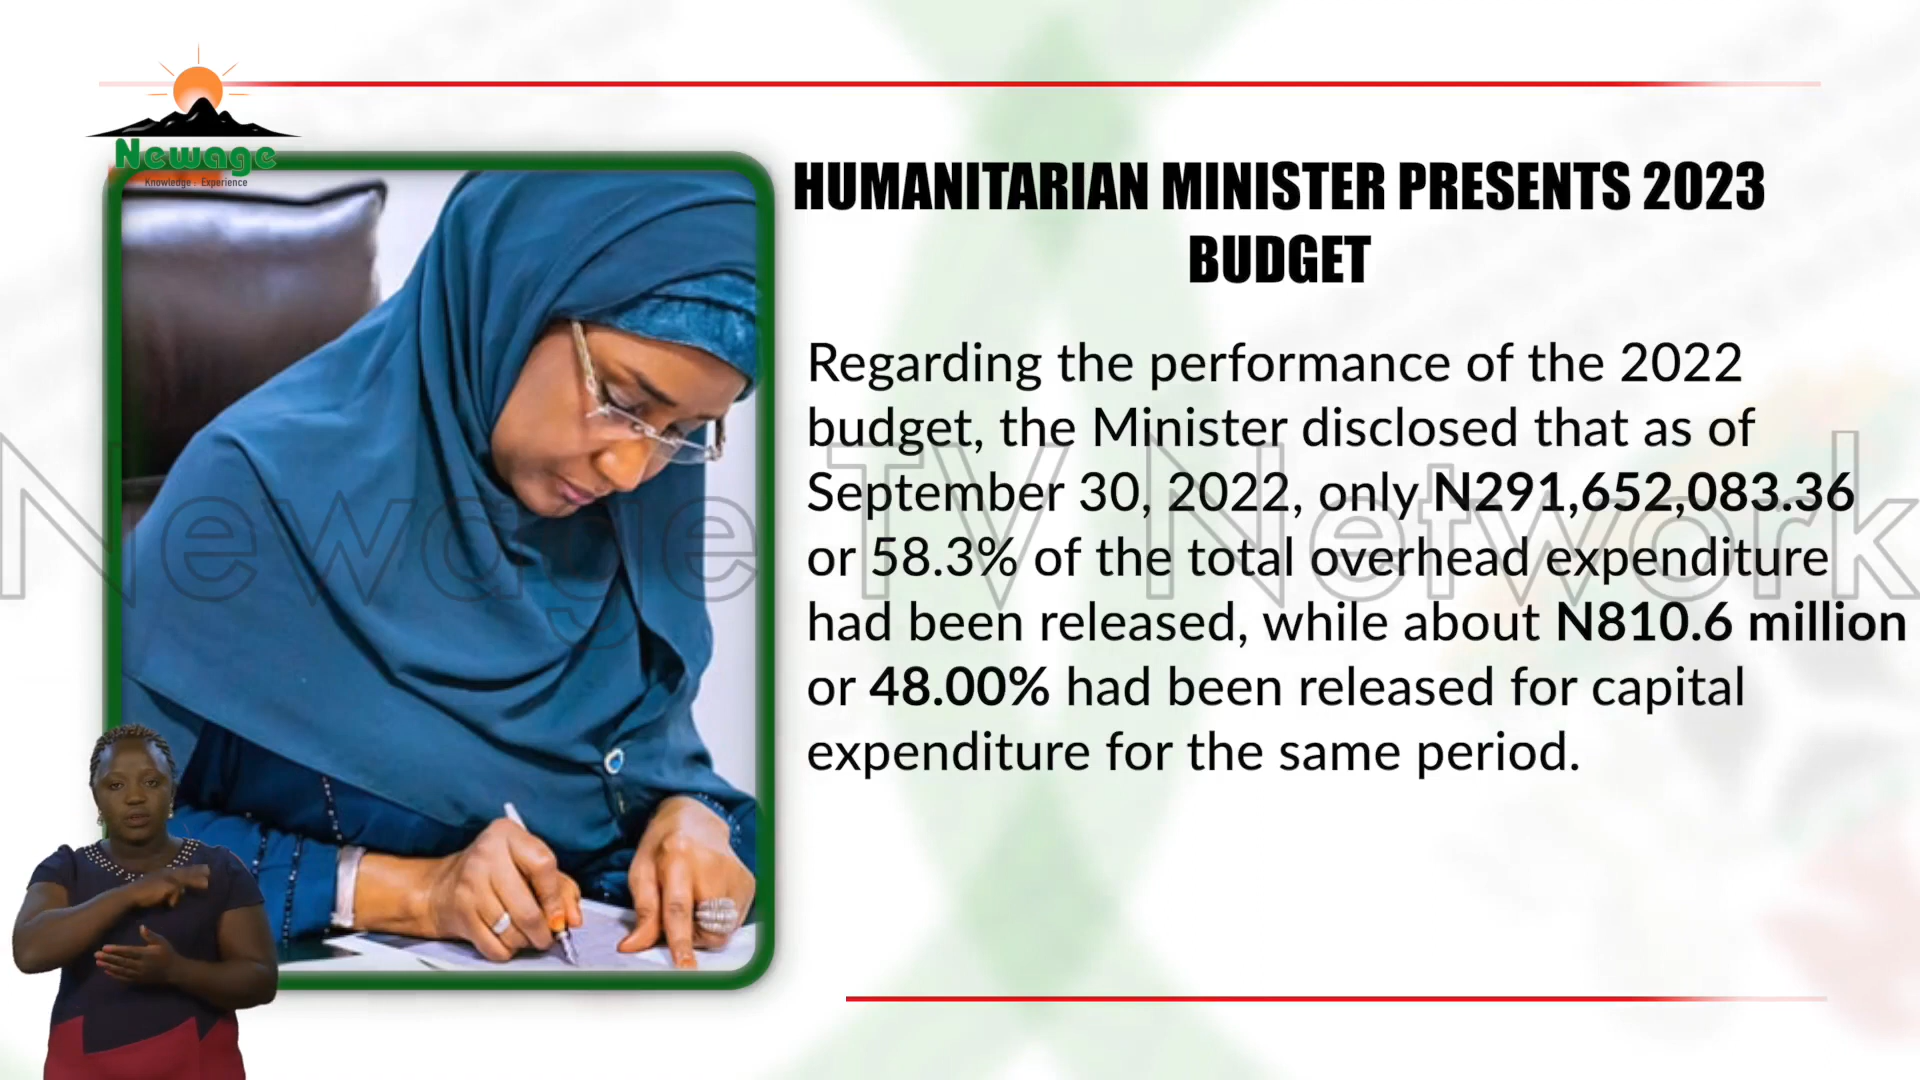 Newage
Knowledge Experience
HUMANITARIAN MINISTER PRESENTS 2023
BUDGET
Regarding the performance of the 2022
budget, the Minister disclosed that as of
September 30, 2022, only N291,652,083.36
or 58.3% of the total overhead expenditure
had been released, while about N810.6 million
or 48.00% had been released for capital
expenditure for the same period.
Newage TV Network